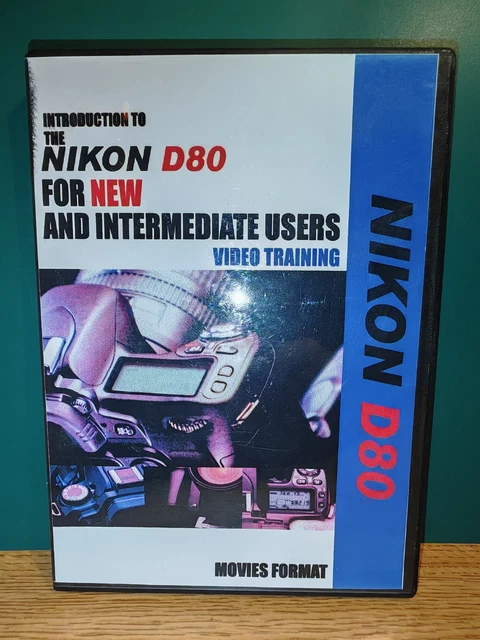 INTRODUCTION TO
THE
NIKON D80
FOR NEW
AND INTERMEDIATE USERS
VIDEO TRAINING
MOVIES FORMAT
NIKON D80